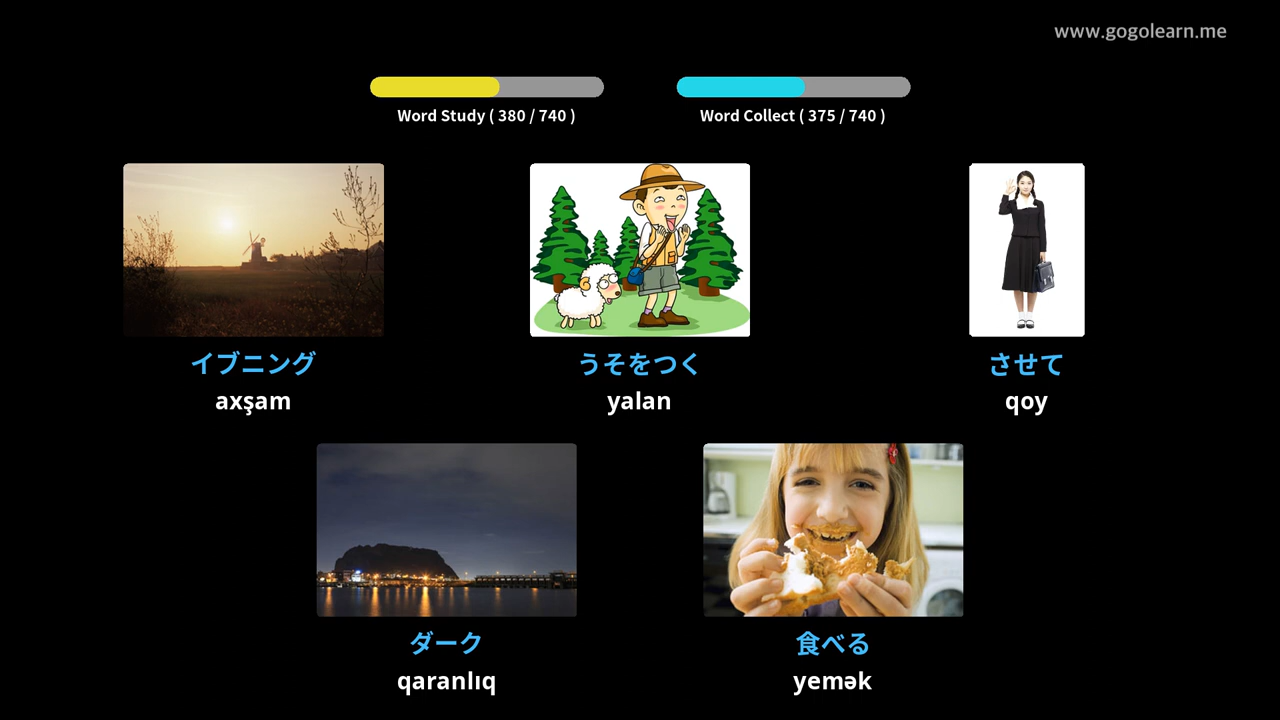 www.gogolearn.me
Word Study ( 380 / 740 )
Word Collect ( 375 / 740 )
イブニング
axşam
うそをつく
yalan
させて
qoy
ダーク
qaranlıq
食べる
yemək